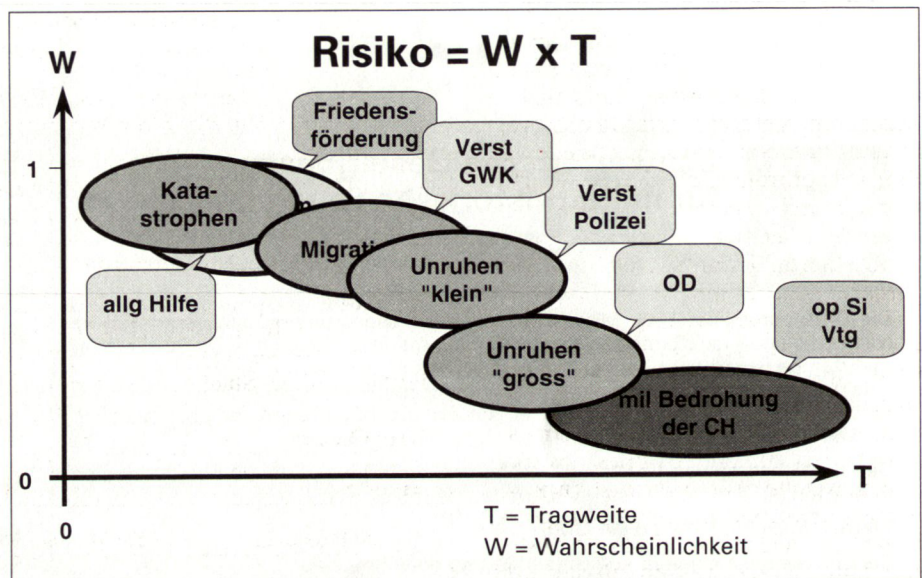 Risiko = W x T
W
Friedens-
förderung
Verst
GWK
1
Kata-
strophen
Verst
Polizei
Migrati
Unruhen
"klein"
OD
allg Hilfe
op Si
Vtg
Unruhen
"gross"
mil Bedrohung
der CH
0
T
0
T = Tragweite
W = Wahrscheinlichkeit